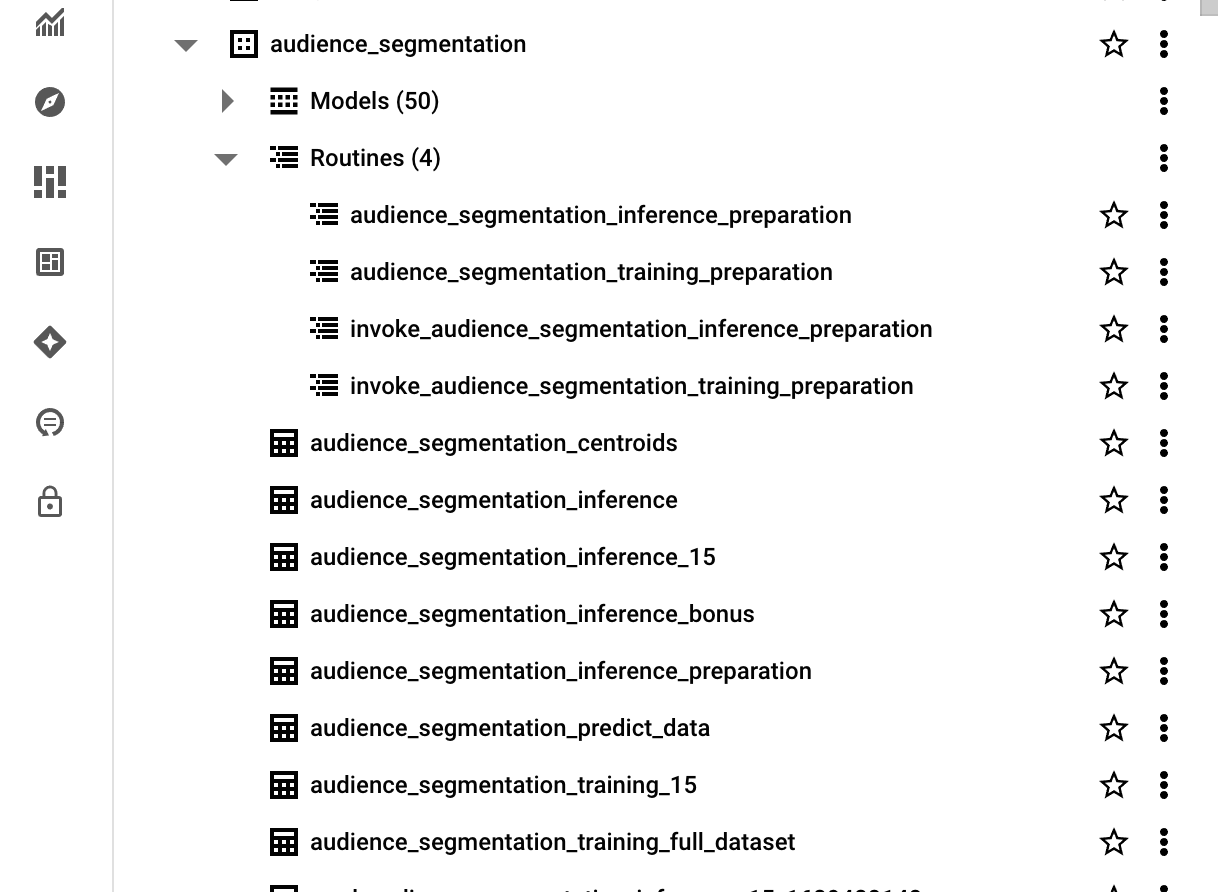 audience_segmentation
Models (50)
Routines (4)
audience_segmentation_inference_preparation
audience_segmentation_training_preparation
invoke_audience_segmentation_inference_preparation
invoke_audience_segmentation_training_preparation
audience_segmentation_centroids
audience_segmentation_inference
audience_segmentation_inference_15
audience_segmentation_inference_bonus
audience_segmentation_inference_preparation
audience_segmentation_predict_data
audience_segmentation_training_15
audience_segmentation_training_full_dataset